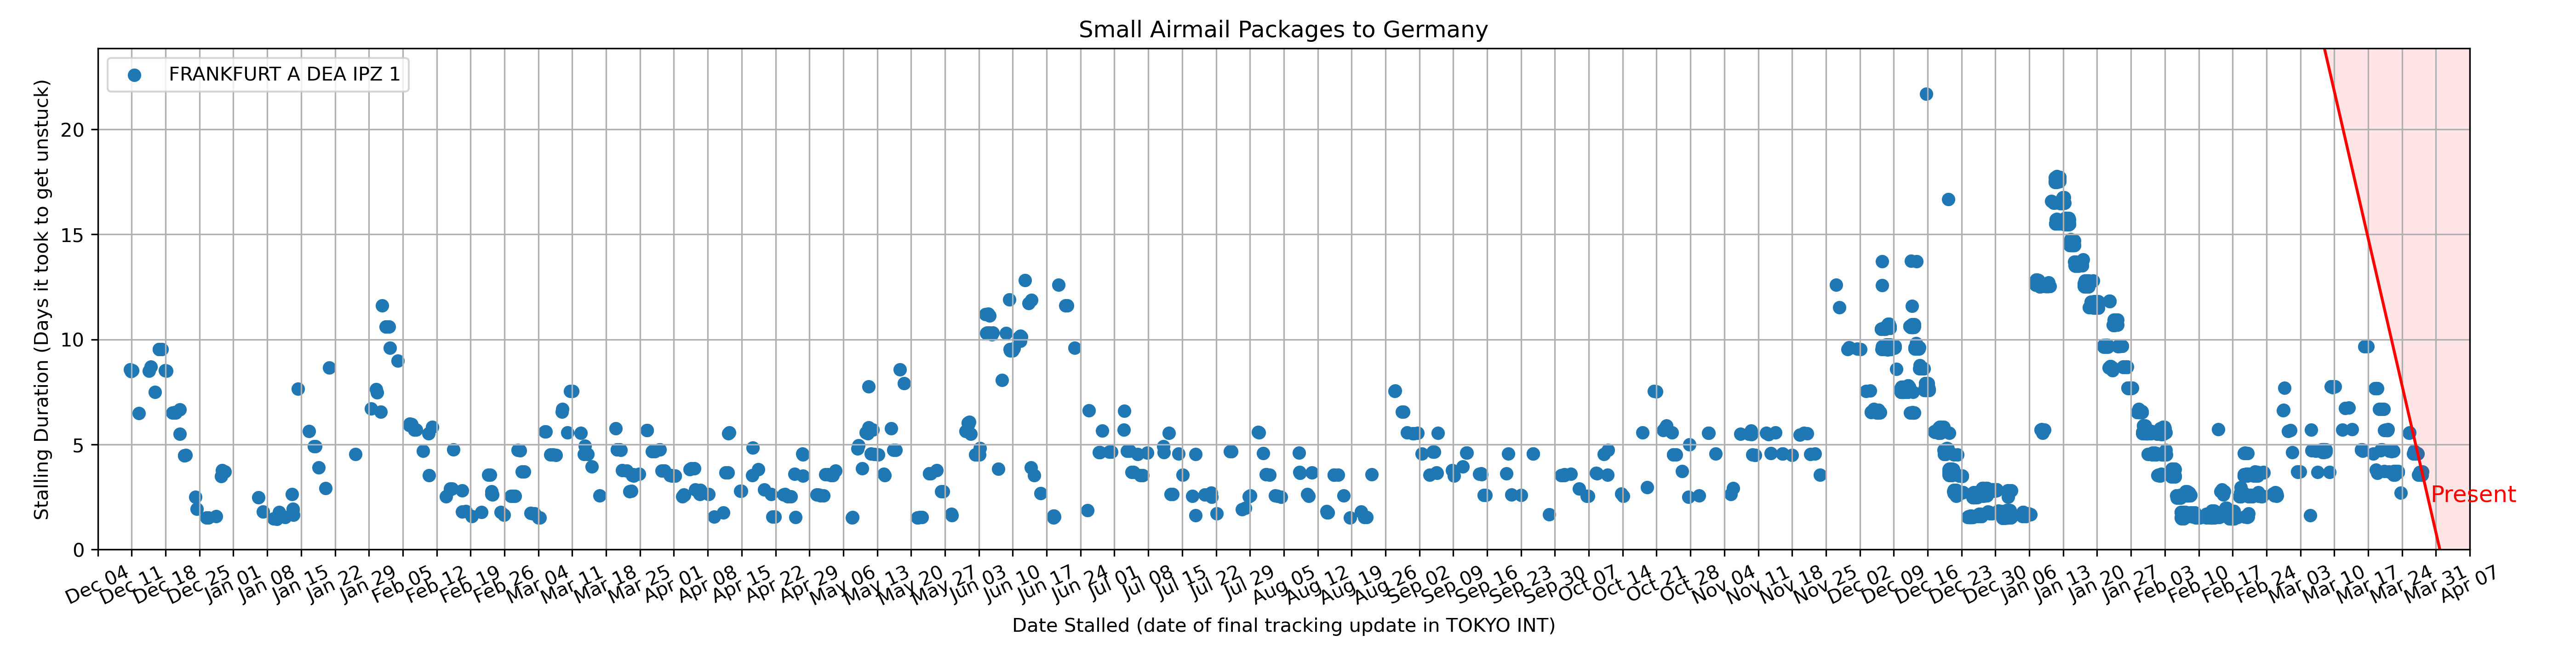 Small Airmail Packages to Germany
FRANKFURT A DEA IPZ 1
Stalling Duration (Days it took to get unstuck)
20
15
10
5
0
Present
Dec 04
Dec 11
Dec 18
Dec 25
Jan 01
Jan 08
Jan 15
Jan 22
Jan 29
Feb 05
Feb 12
Feb 19
Feb 26
Mar 04
Mar 11
Mar 18
Mar 25
Apr 01
Apr 08
Apr 15
Apr 22
Apr 29
May 06
May 13
May 20
May 27
Jun 03
Jun 10
Jun 17
Jun 24
Jul 01
Jul 08
Jul 15
Jul 22
Jul 29
Aug 05
Aug 12
Aug 19
Aug 26
Sep 02
Sep 09
Sep 16
Sep 23
Sep 30
Oct 07
Oct 14
Oct 21
Oct 28
Nov 04
Nov 11
Nov 18
Nov 25
Dec 02
Dec 09
Dec 16
Dec 23
Dec 30
Jan 06
Jan 13
Jan 20
Jan 27
Feb 03
Feb 10
Feb 17
Feb 24
Mar 03
Mar 10
Mar 17
Mar 24
Mar 31
Apr 07
Date Stalled (date of final tracking update in TOKYO INT)